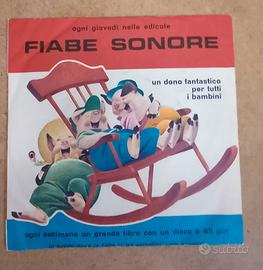 ogni giovedì nelle edicole
FIABE SONORE
un dono fantastico
per tutti
i bambini
ogni settimana un grande libro con un disco a 45 giri
subito